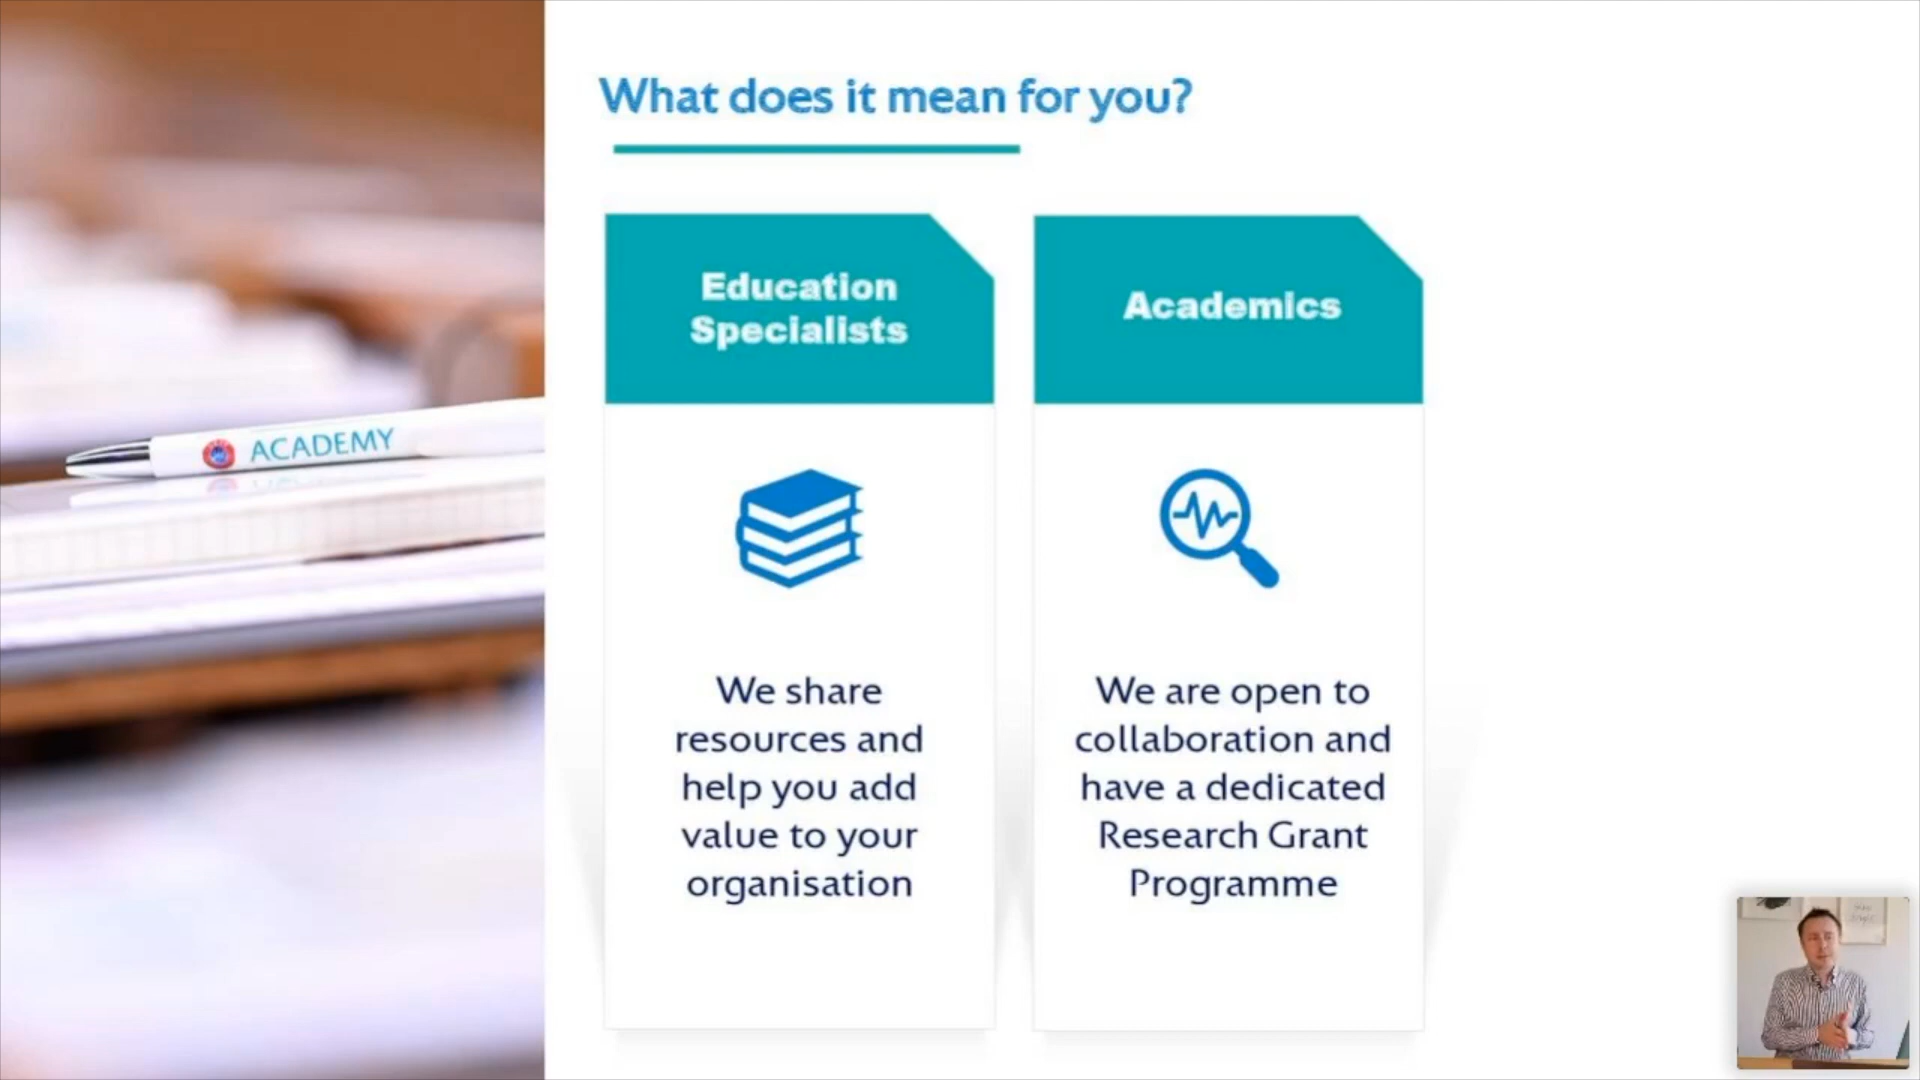 What does it mean for you?
Education
Specialists
We share
resources and
help you add
value to your
organisation
Academics
We are open to
collaboration and
have a dedicated
Research Grant
Programme
ACADEMY